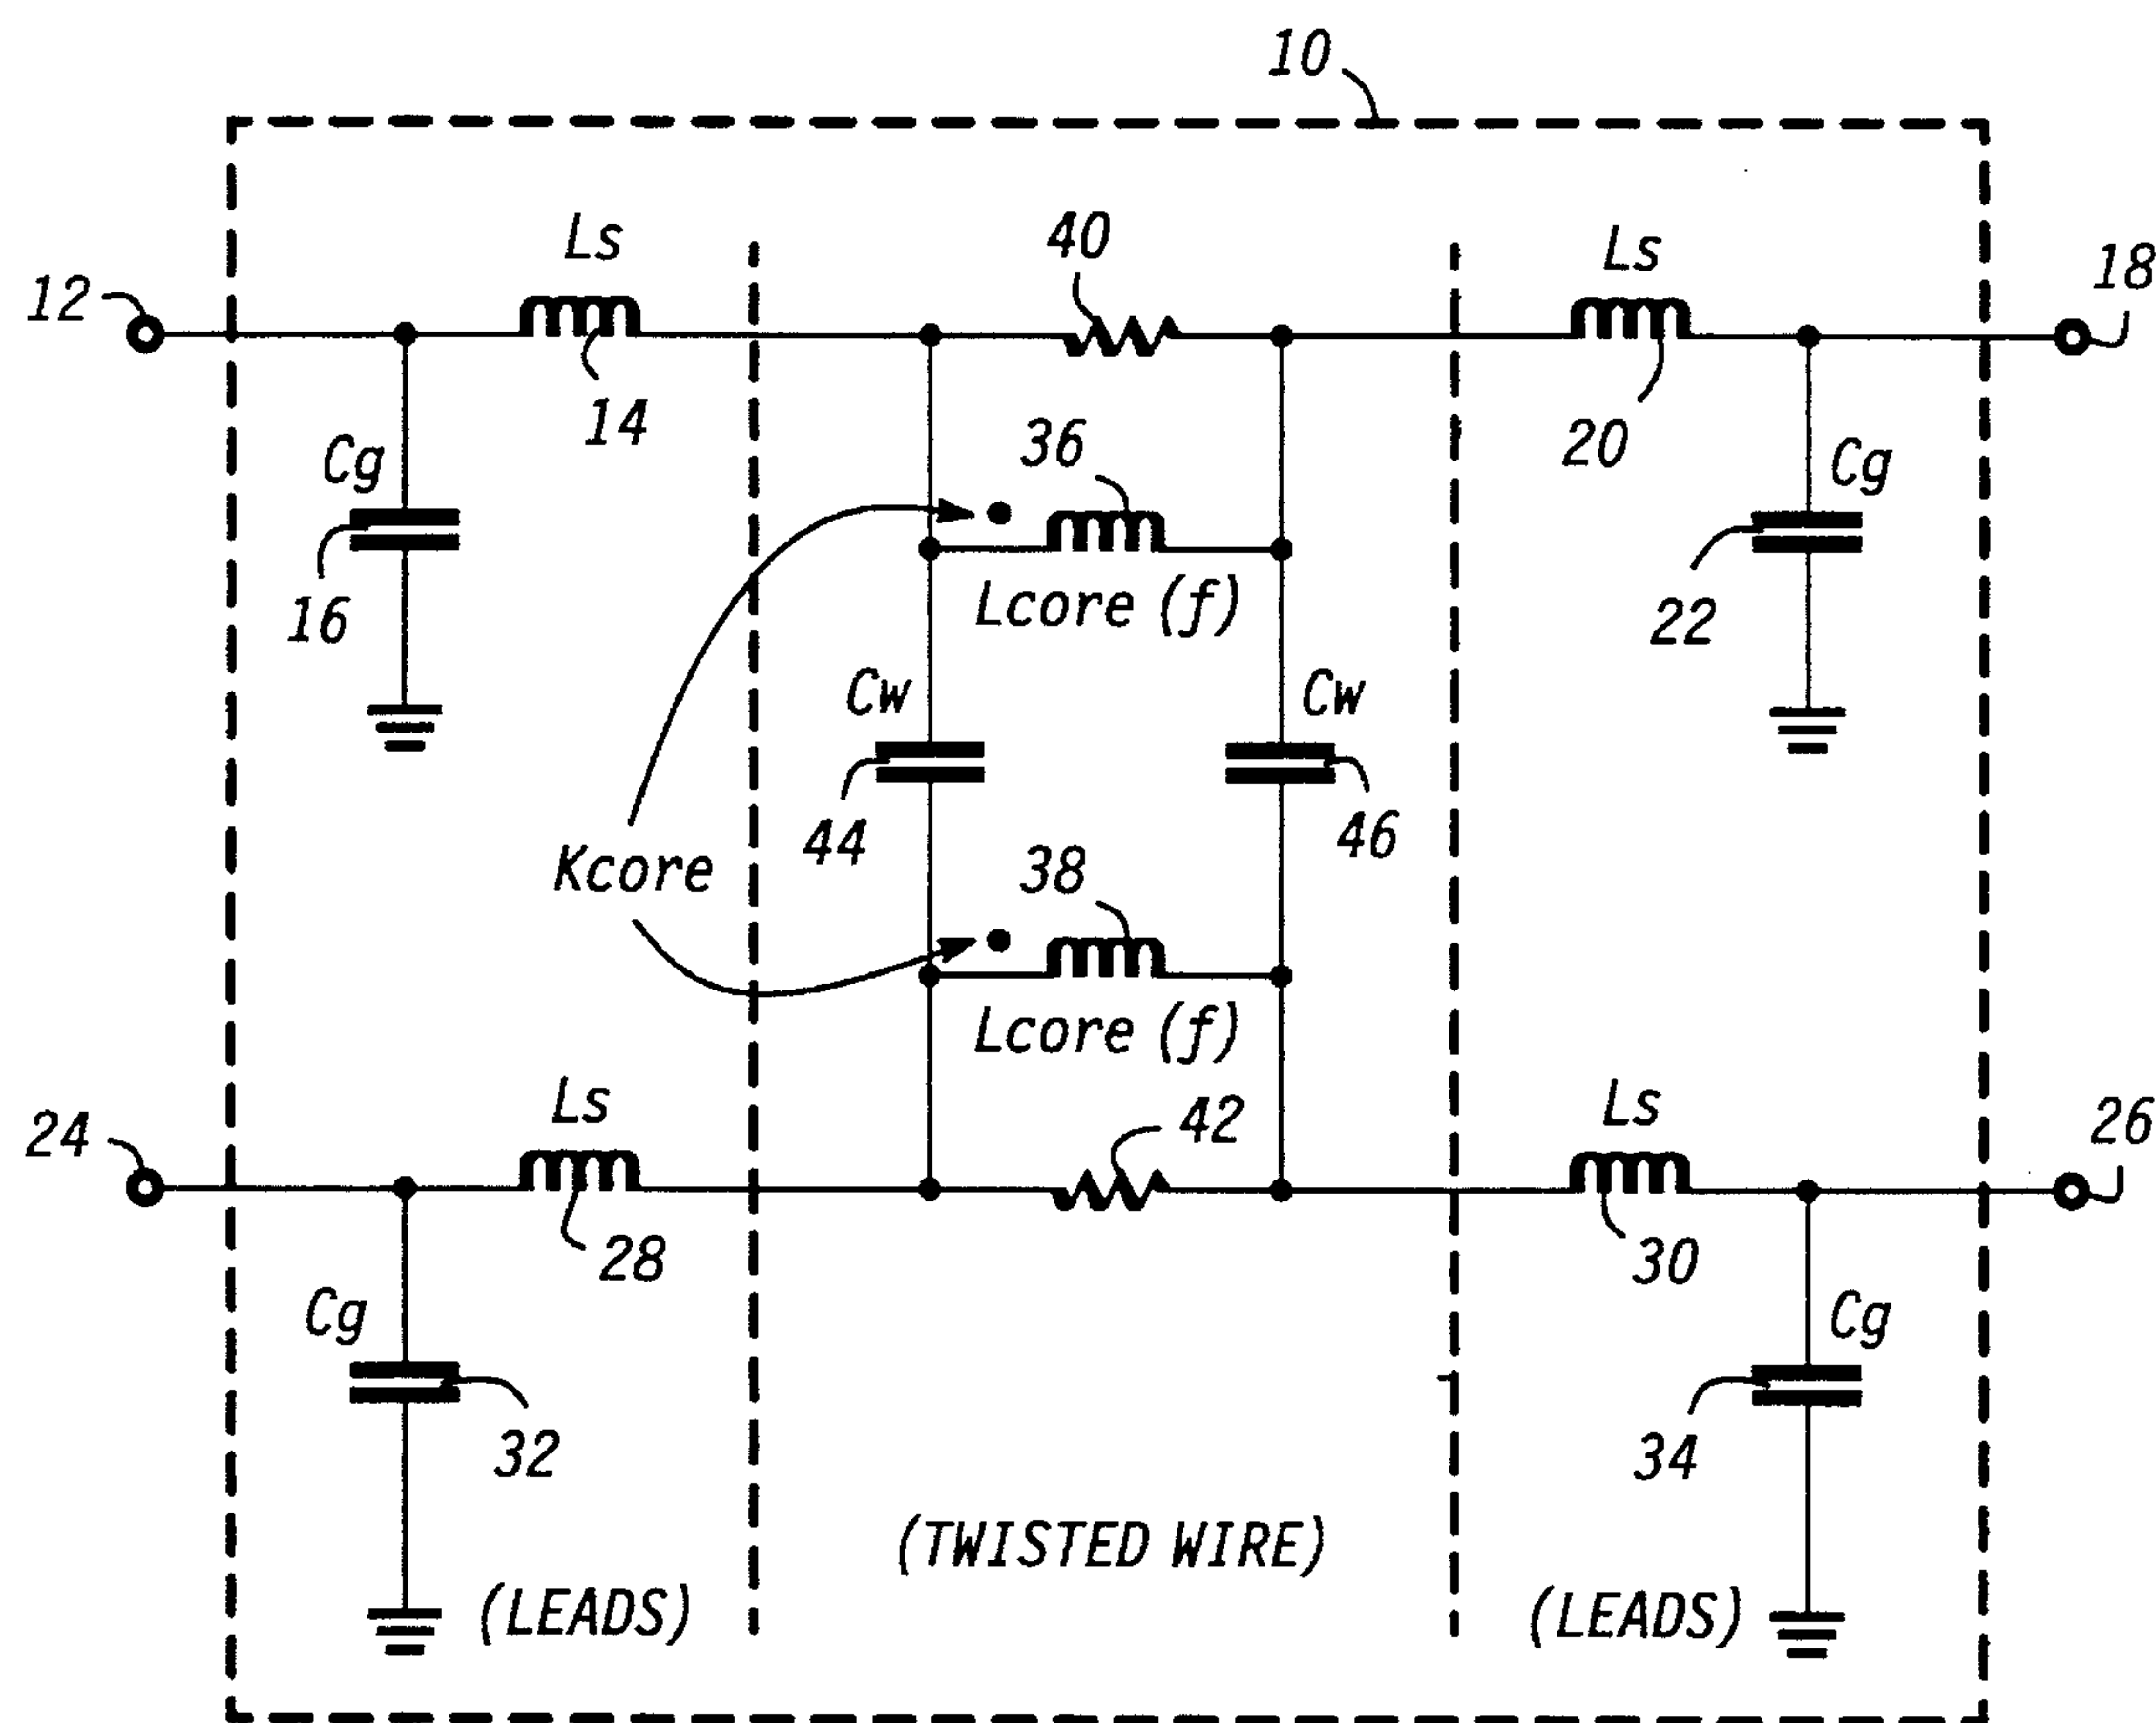 10
Ls
40
Ls
12
18
14
36
20
Cg
Cg
16
Lcore (f)
22
Cw
Cw
44
46
Kcore
38
Lcore (f)
24
Ls
42
Ls
26
28
30
Cg
Cg
32
34
(TWISTED WIRE)
(LEADS)
(LEADS)